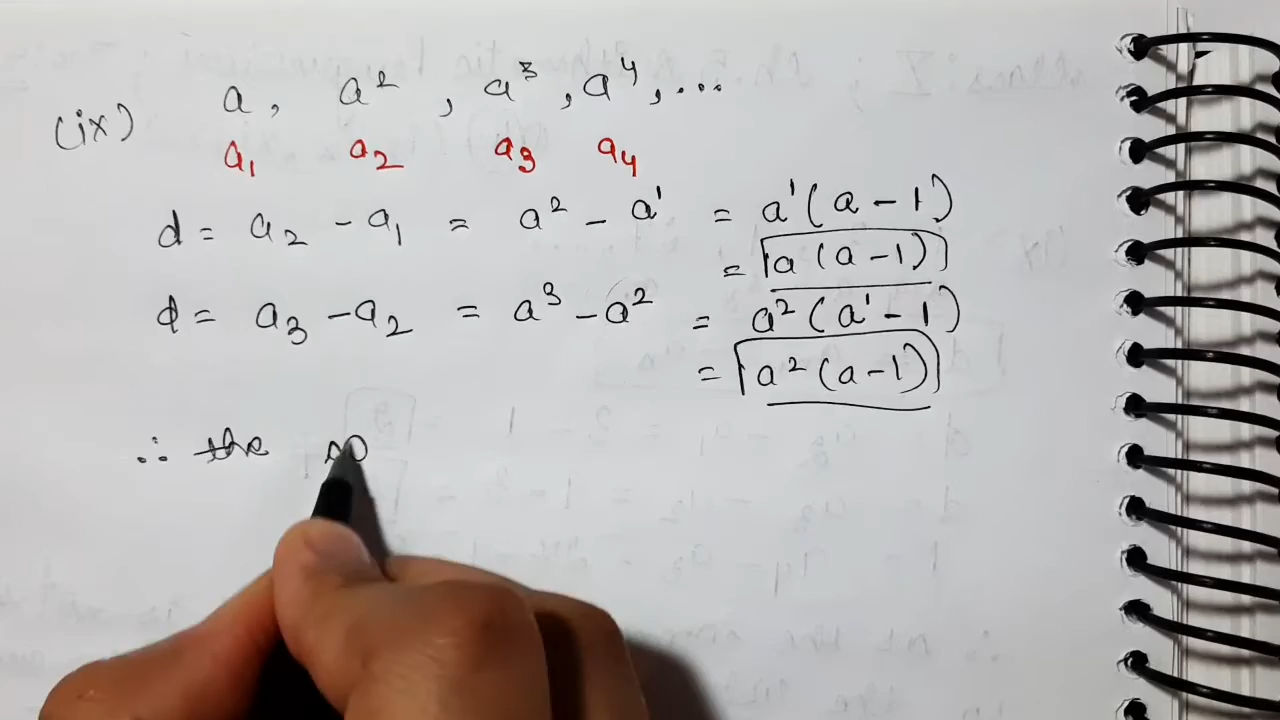 (ix) a, a², a³, a⁴, ...
a₁ a₂ a₃ a₄
d = a₂ - a₁ = a² - a¹ = a¹(a - 1)
= a(a-1)
d = a₃ - a₂ = a³ - a² = a²(a¹ - 1)
= a²(a-1)
∴ the